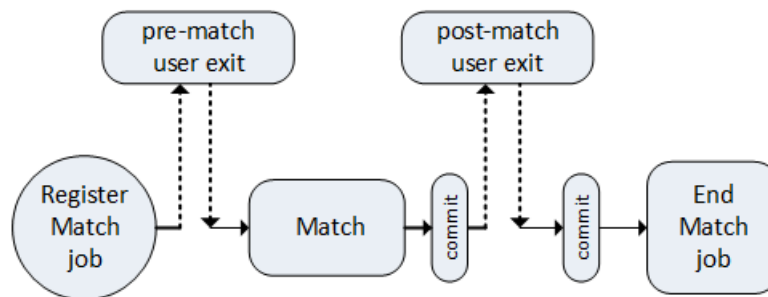 pre-match
user exit
post-match
user exit
Register
Match
job
Match
commit
commit
End
Match
job